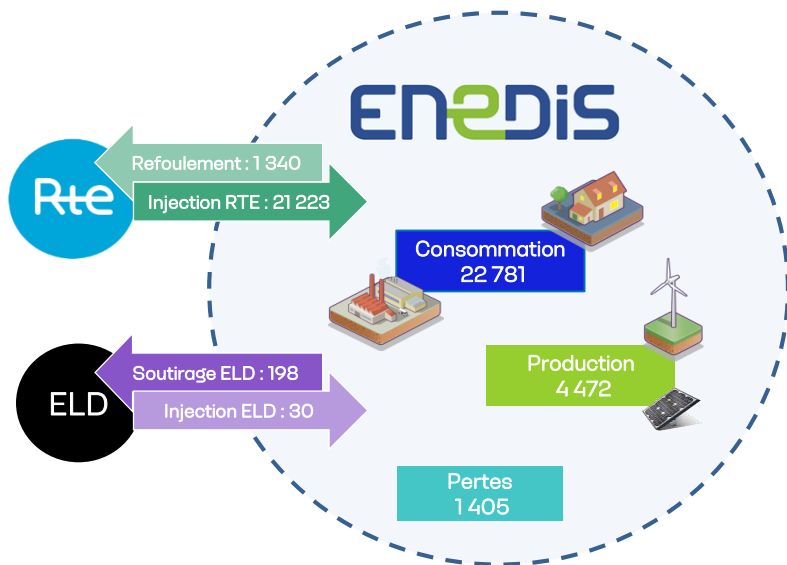 EN2DiS
Refoulement : 1 340
Rte
Injection RTE : 21 223
Consommation
22 781
Soutirage ELD : 198
ELD
Injection ELD : 30
Production
4 472
Pertes
1 405